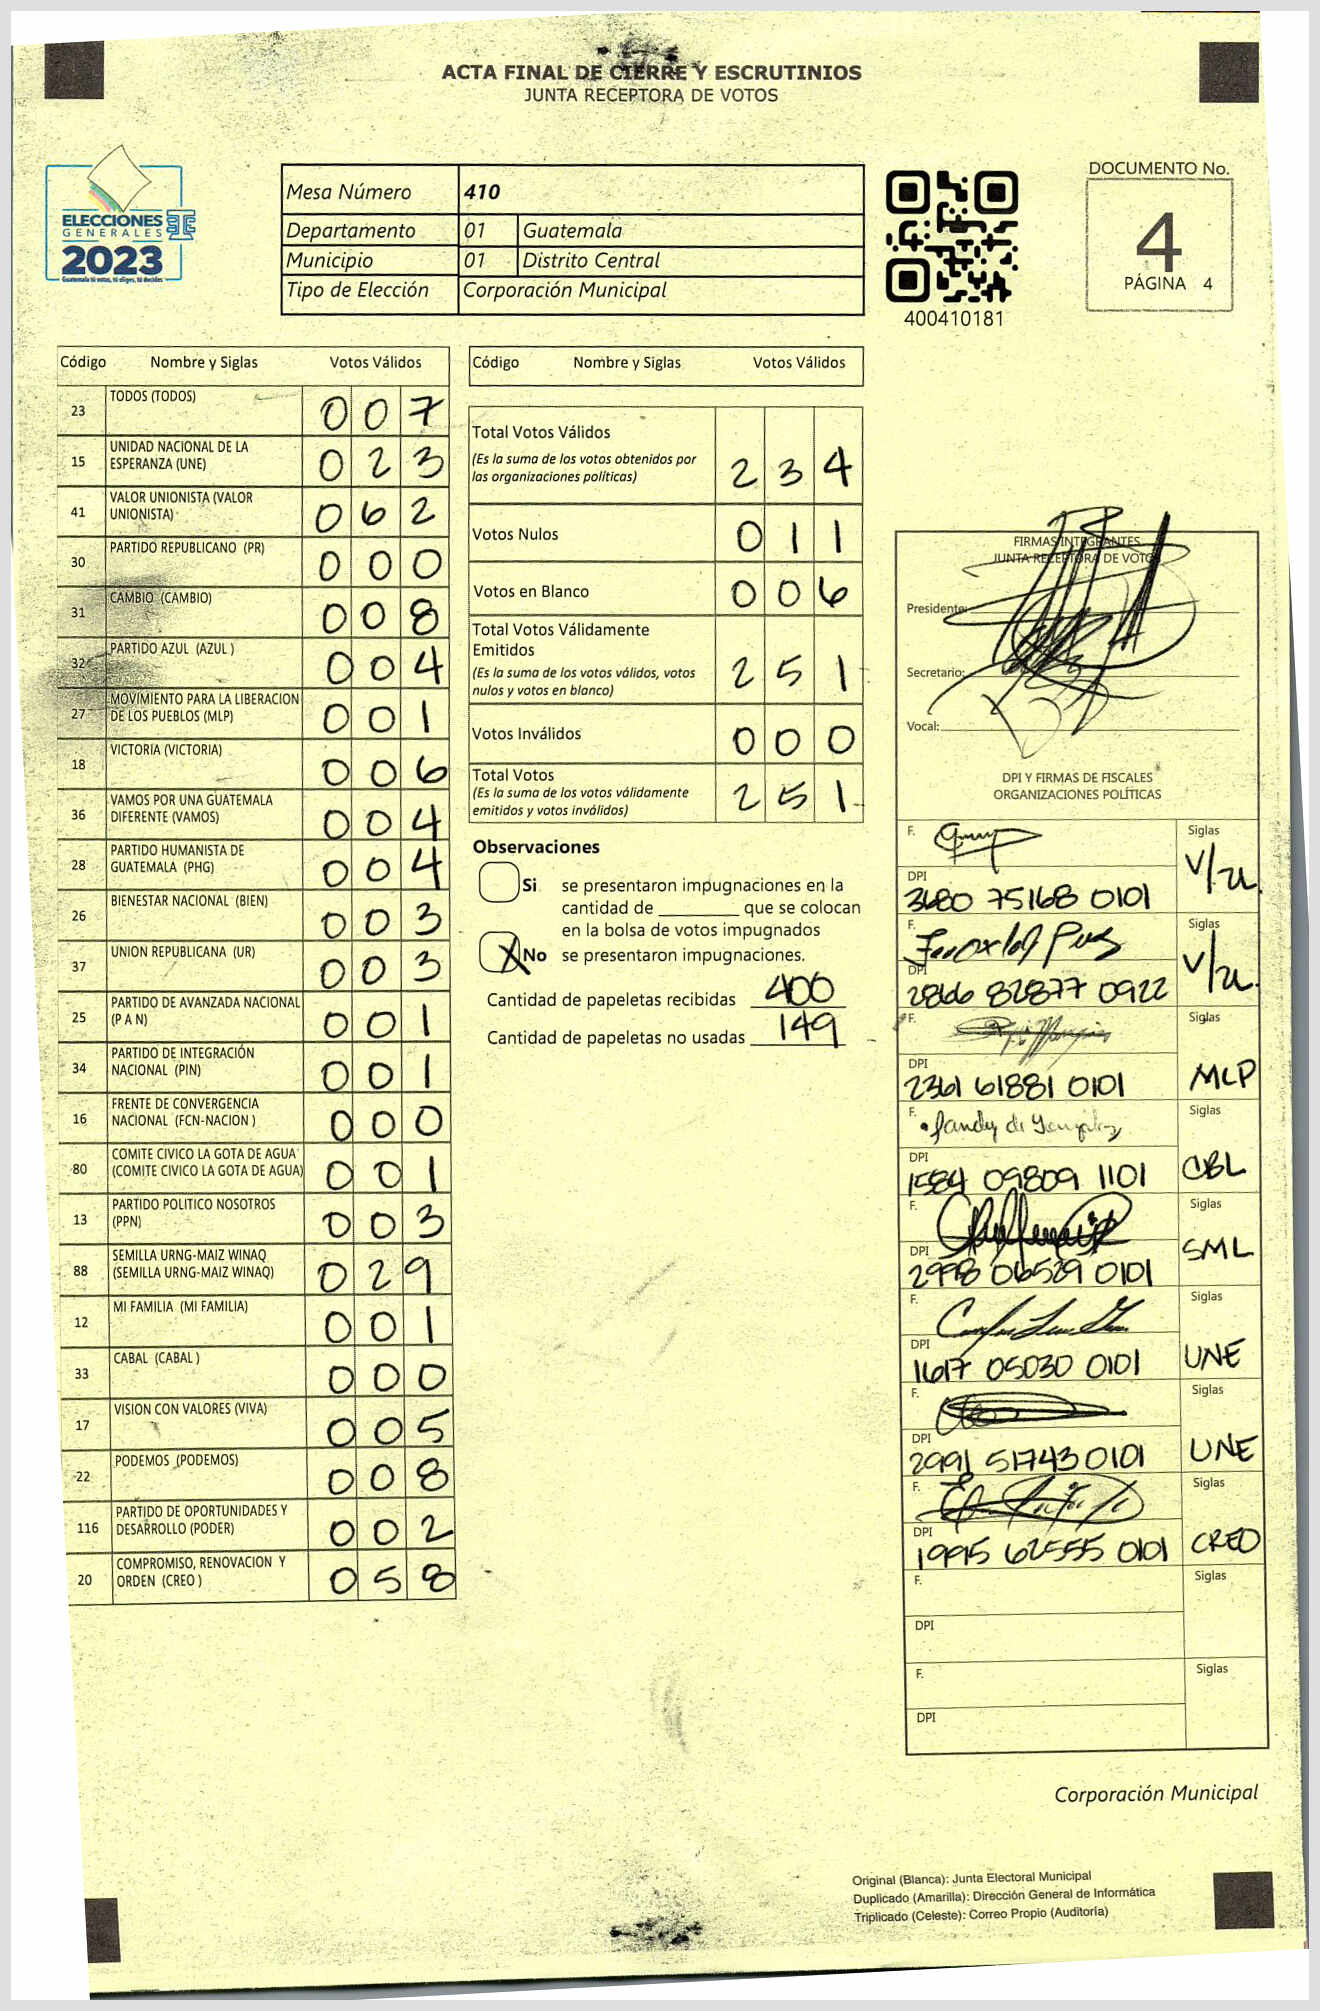 ACTA FINAL DE CIERRE Y ESCRUTINIOS
JUNTA RECEPTORA DE VOTOS
ELECCIONES
GENERALES
2023
Guatemala tú votas, tú eliges, tú decides
Mesa Número 410
Departamento 01 Guatemala
Municipio 01 Distrito Central
Tipo de Elección Corporación Municipal
400410181
DOCUMENTO No.
4
PÁGINA 4
Código Nombre y Siglas Votos Válidos
23 TODOS (TODOS) 0 0 7
15 UNIDAD NACIONAL DE LA
ESPERANZA (UNE) 0 2 3
41 VALOR UNIONISTA (VALOR
UNIONISTA) 0 6 2
30 PARTIDO REPUBLICANO (PR) 0 0 0
31 CAMBIO (CAMBIO) 0 0 8
32 PARTIDO AZUL (AZUL ) 0 0 4
27 MOVIMIENTO PARA LA LIBERACION
DE LOS PUEBLOS (MLP) 0 0 1
18 VICTORIA (VICTORIA) 0 0 6
36 VAMOS POR UNA GUATEMALA
DIFERENTE (VAMOS) 0 0 4
28 PARTIDO HUMANISTA DE
GUATEMALA (PHG) 0 0 4
26 BIENESTAR NACIONAL (BIEN) 0 0 3
37 UNION REPUBLICANA (UR) 0 0 3
25 PARTIDO DE AVANZADA NACIONAL
(P A N) 0 0 1
34 PARTIDO DE INTEGRACIÓN
NACIONAL (PIN) 0 0 1
16 FRENTE DE CONVERGENCIA
NACIONAL (FCN-NACION ) 0 0 0
80 COMITE CIVICO LA GOTA DE AGUA
(COMITE CIVICO LA GOTA DE AGUA) 0 0 1
13 PARTIDO POLITICO NOSOTROS
(PPN) 0 0 3
88 SEMILLA URNG-MAIZ WINAQ
(SEMILLA URNG-MAIZ WINAQ) 0 2 9
12 MI FAMILIA (MI FAMILIA) 0 0 1
33 CABAL (CABAL ) 0 0 0
17 VISION CON VALORES (VIVA) 0 0 5
22 PODEMOS (PODEMOS) 0 0 8
116 PARTIDO DE OPORTUNIDADES Y
DESARROLLO (PODER) 0 0 2
20 COMPROMISO, RENOVACION Y
ORDEN (CREO ) 0 5 8
Código Nombre y Siglas Votos Válidos
Total Votos Válidos
(Es la suma de los votos obtenidos por
las organizaciones políticas) 2 3 4
Votos Nulos 0 1 1
Votos en Blanco 0 0 6
Total Votos Válidamente
Emitidos
(Es la suma de los votos válidos, votos
nulos y votos en blanco) 2 5 1
Votos Inválidos 0 0 0
Total Votos
(Es la suma de los votos válidamente
emitidos y votos inválidos) 2 5 1
Observaciones
Si se presentaron impugnaciones en la
cantidad de ________ que se colocan
en la bolsa de votos impugnados
X No se presentaron impugnaciones.
Cantidad de papeletas recibidas 400
Cantidad de papeletas no usadas 149
FIRMAS INTEGRANTES
JUNTA RECEPTORA DE VOTOS
Presidente:
Secretario:
Vocal:
DPI Y FIRMAS DE FISCALES
ORGANIZACIONES POLÍTICAS
F. Siglas
DPI V/U.
3680 75168 0101
F. Siglas
DPI V/U.
2866 82877 0922
F. Siglas
DPI MLP
2361 61881 0101
F. Sandy de Siglas
DPI CBL
1584 09809 1101
F. Siglas
DPI SML
2998 06529 0101
F. Siglas
DPI UNE
1617 05030 0101
F. Siglas
DPI UNE
2991 51743 0101
F. Siglas
DPI CREO
1995 62555 0101
F. Siglas
DPI
F. Siglas
DPI
Corporación Municipal
Original (Blanca): Junta Electoral Municipal
Duplicado (Amarilla): Dirección General de Informática
Triplicado (Celeste): Correo Propio (Auditoría)